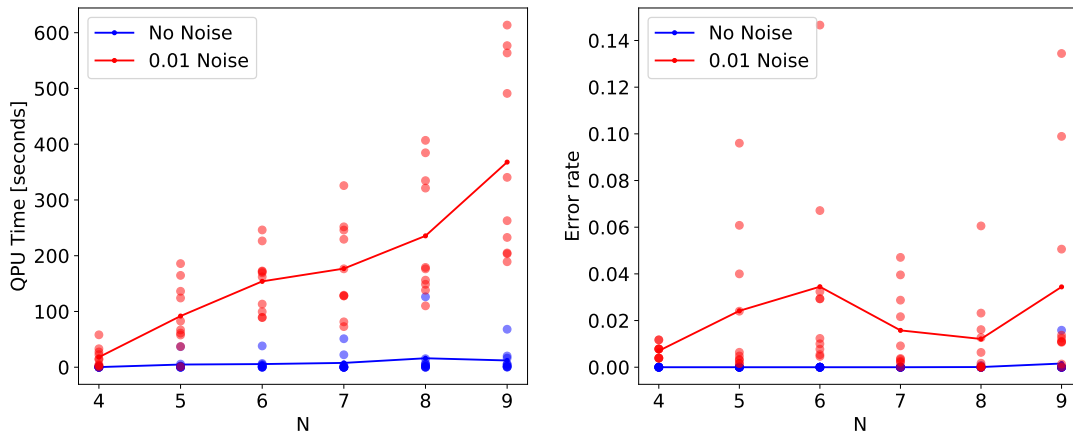 No Noise
0.01 Noise
QPU Time [seconds]
600
500
400
300
200
100
0
4 5 6 7 8 9
N
No Noise
0.01 Noise
Error rate
0.14
0.12
0.10
0.08
0.06
0.04
0.02
0.00
4 5 6 7 8 9
N